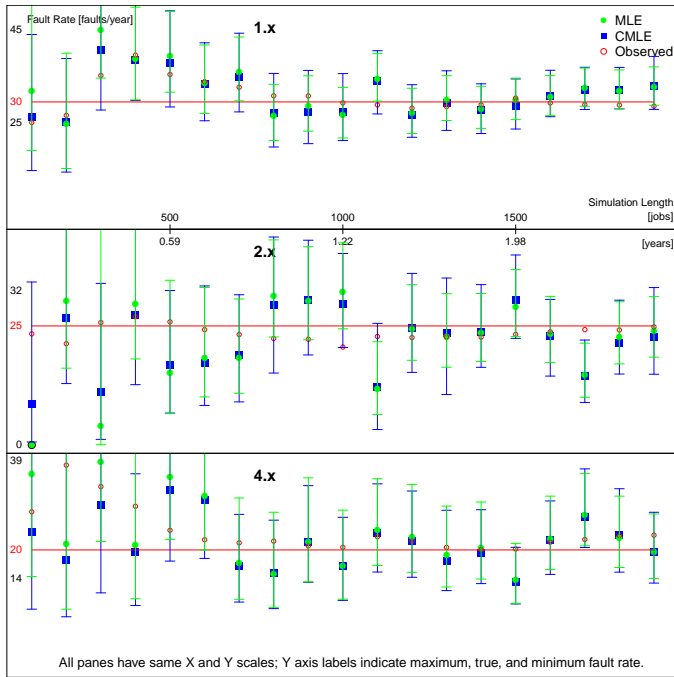 45
Fault Rate [faults/year]
1.x
MLE
CMLE
Observed
30
25
Simulation Length
500
1000
1500
[jobs]
0.59
1.22
1.98
[years]
2.x
32
25
0
39
4.x
20
14
All panes have same X and Y scales; Y axis labels indicate maximum, true, and minimum fault rate.